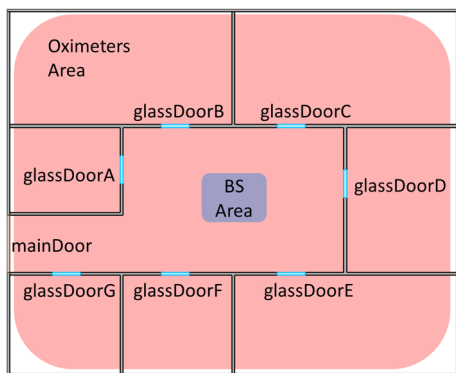 Oximeters
Area
glassDoorB
glassDoorC
glassDoorA
BS
Area
glassDoorD
mainDoor
glassDoorG
glassDoorF
glassDoorE